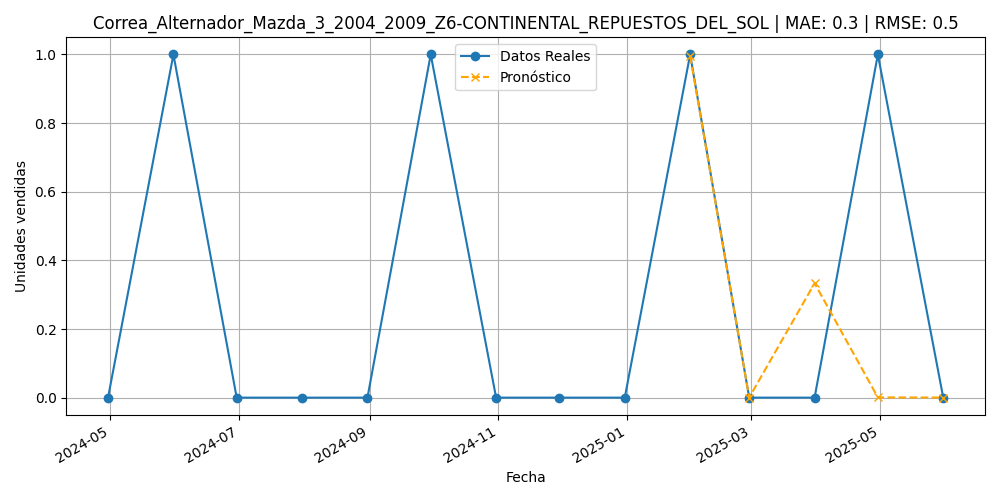 Correa_Alternador_Mazda_3_2004_2009_Z6-CONTINENTAL_REPUESTOS_DEL_SOL | MAE: 0.3 | RMSE: 0.5
Datos Reales
Pronóstico
Unidades vendidas
1.0
0.8
0.6
0.4
0.2
0.0
2024-05
2024-07
2024-09
2024-11
2025-01
2025-03
2025-05
Fecha